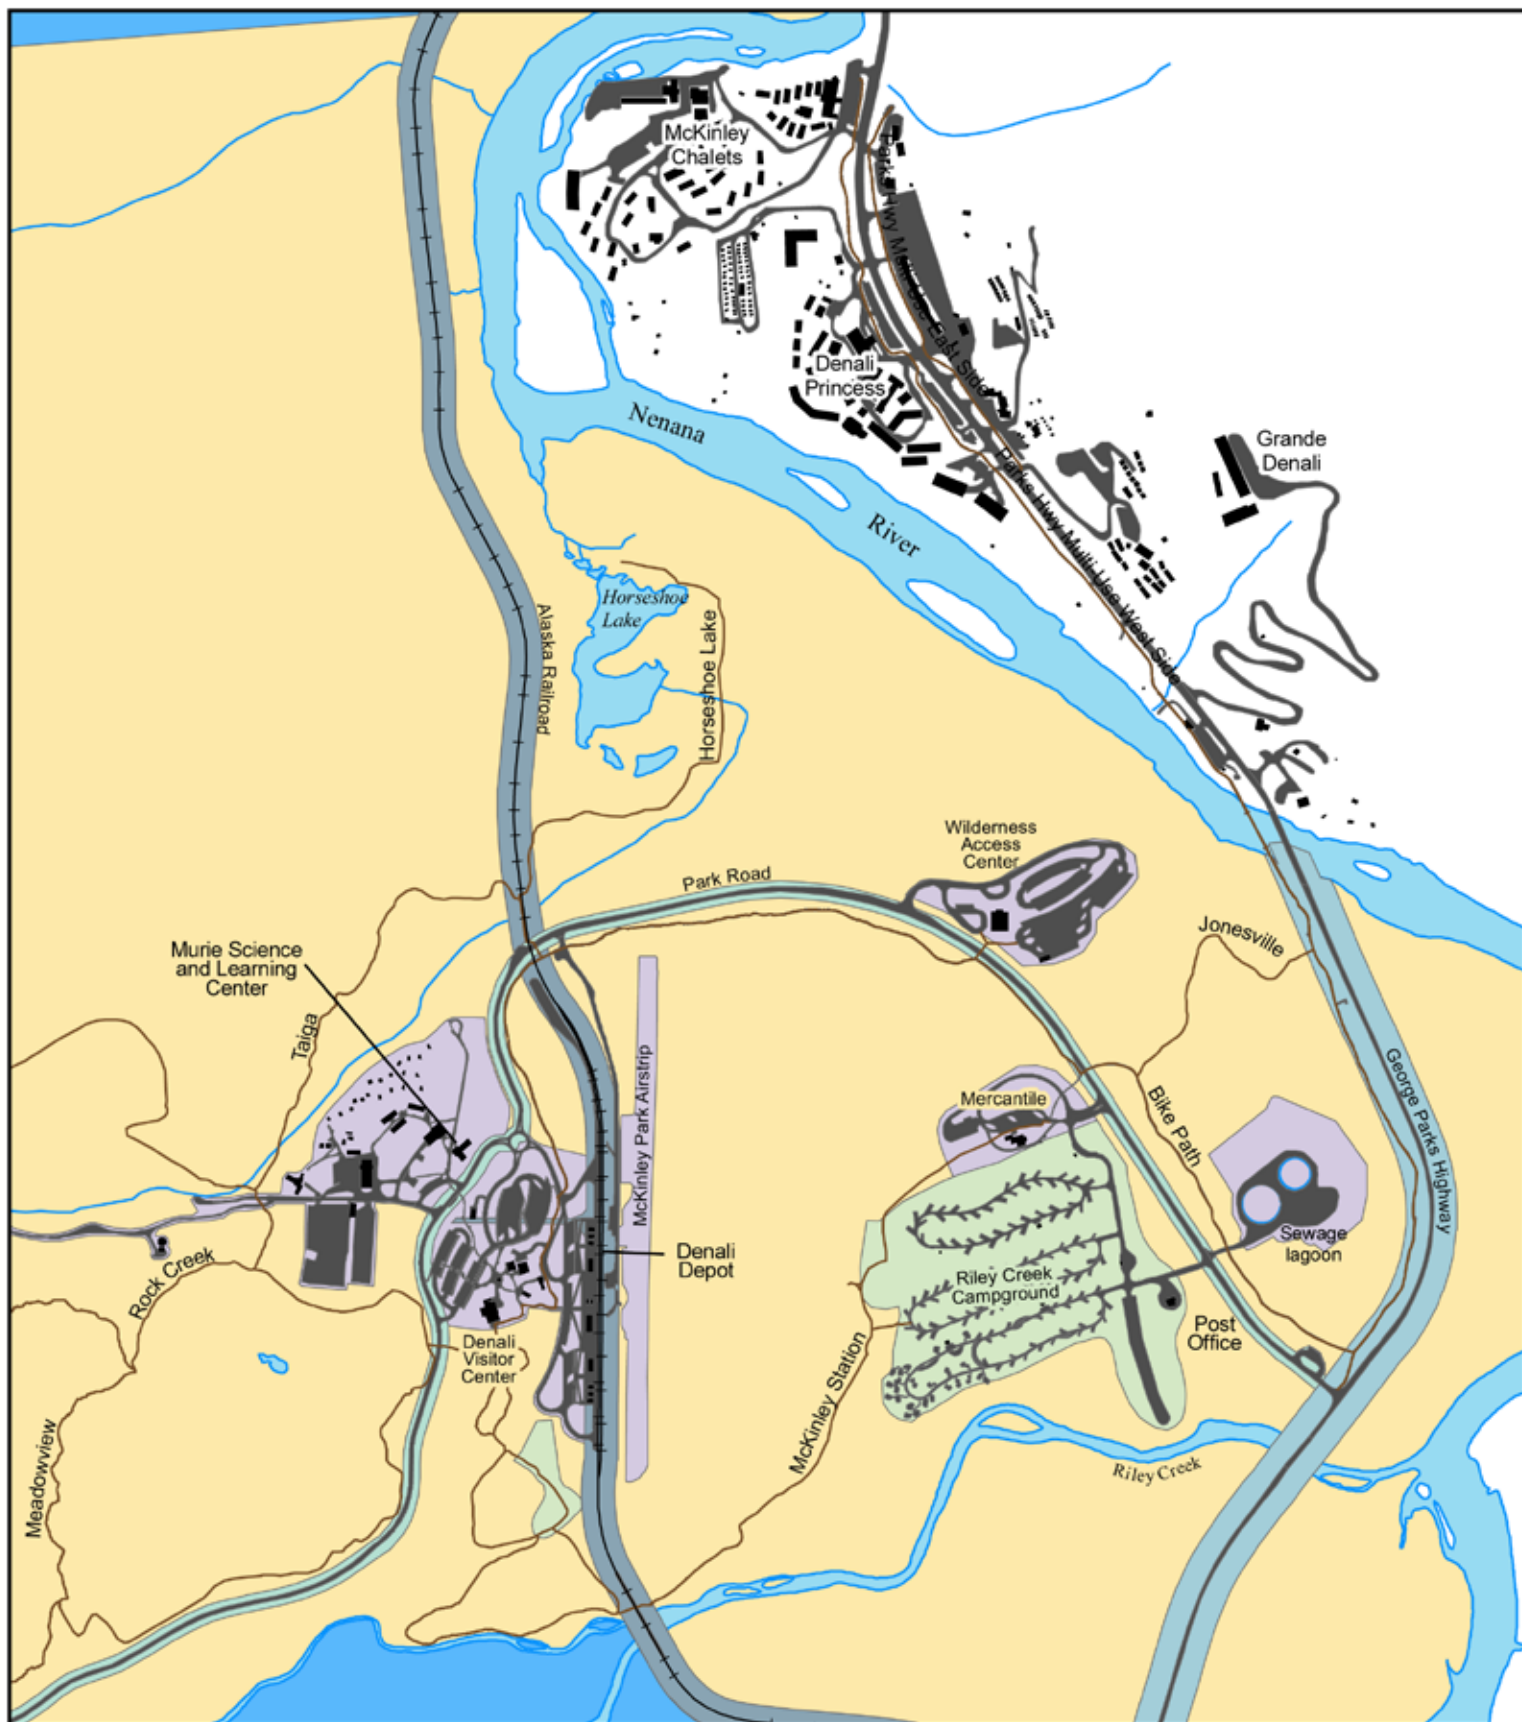 McKinley
Chalets
Parks Hwy Multi-Use East Side
Denali
Princess
Nenana
River
Grande
Denali
Parks Hwy Multi-Use West Side
Horseshoe
Lake
Horseshoe Lake
Alaska Railroad
Wilderness
Access
Center
Park Road
Jonesville
Murie Science
and Learning
Center
Taiga
McKinley Park Airstrip
George Parks Highway
Mercantile
Bike Path
Sewage
lagoon
Denali
Depot
Rock Creek
Riley Creek
Campground
Post
Office
Denali
Visitor
Center
McKinley Station
Meadowview
Riley Creek